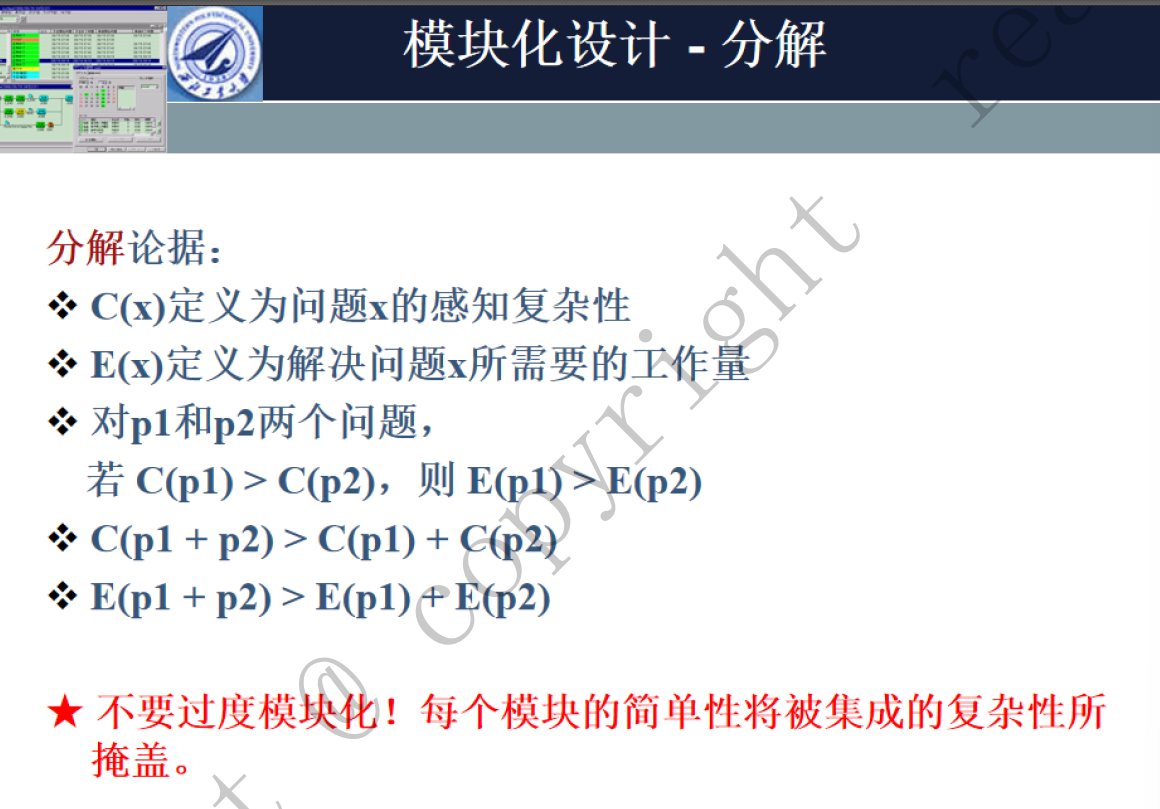 模块化设计 - 分解
分解论据：
❖ C(x)定义为问题x的感知复杂性
❖ E(x)定义为解决问题x所需要的工作量
❖ 对p1和p2两个问题，
若 C(p1) > C(p2)，则 E(p1) > E(p2)
❖ C(p1 + p2) > C(p1) + C(p2)
❖ E(p1 + p2) > E(p1) + E(p2)
★ 不要过度模块化！每个模块的简单性将被集成的复杂性所
掩盖。
@ copyright